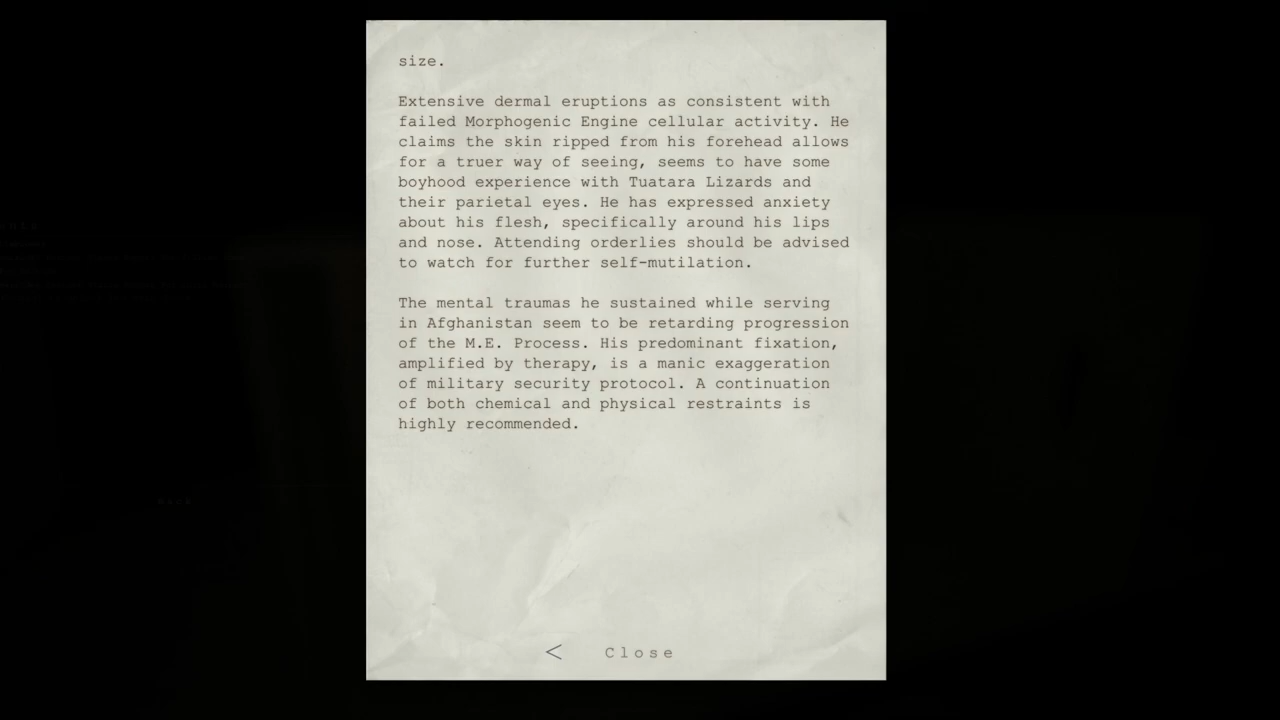 size.
Extensive dermal eruptions as consistent with
failed Morphogenic Engine cellular activity. He
claims the skin ripped from his forehead allows
for a truer way of seeing, seems to have some
boyhood experience with Tuatara Lizards and
their parietal eyes. He has expressed anxiety
about his flesh, specifically around his lips
and nose. Attending orderlies should be advised
to watch for further self-mutilation.
The mental traumas he sustained while serving
in Afghanistan seem to be retarding progression
of the M.E. Process. His predominant fixation,
amplified by therapy, is a manic exaggeration
of military security protocol. A continuation
of both chemical and physical restraints is
highly recommended.
< Close